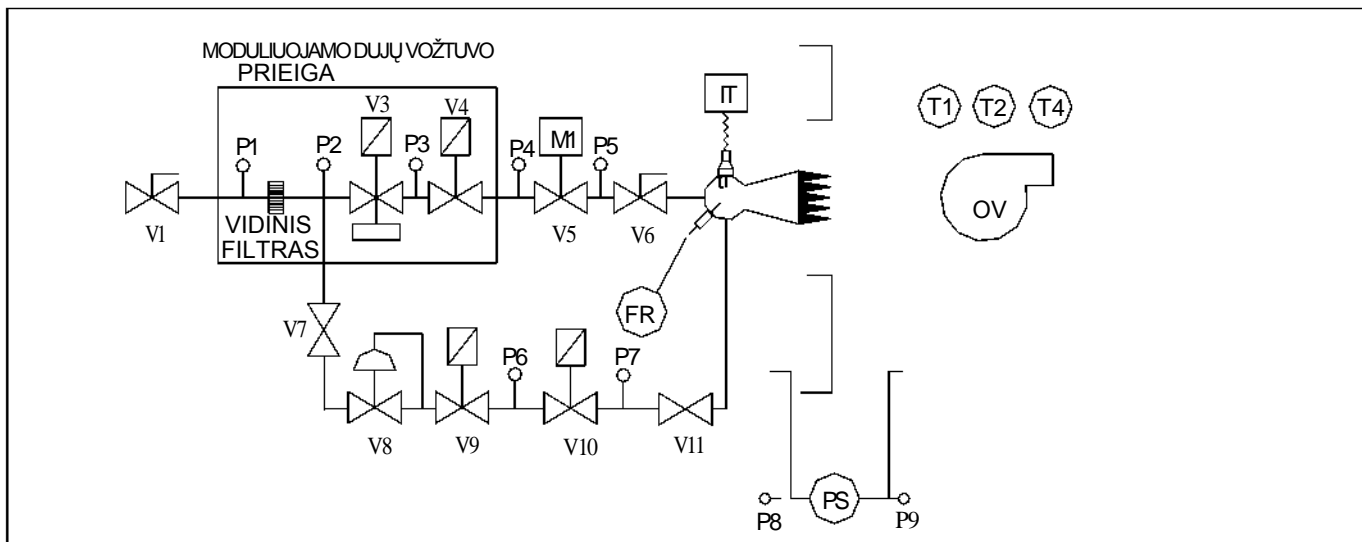 MODULIUOJAMO DUJŲ VOŽTUVO
PRIEIGA
V3
V4
IT
T1
T2
T4
P1
P2
P3
P4
M1
P5
VIDINIS
FILTRAS
V1
V5
V6
OV
FR
V7
P6
P7
V8
V9
V10
V11
PS
P8
P9